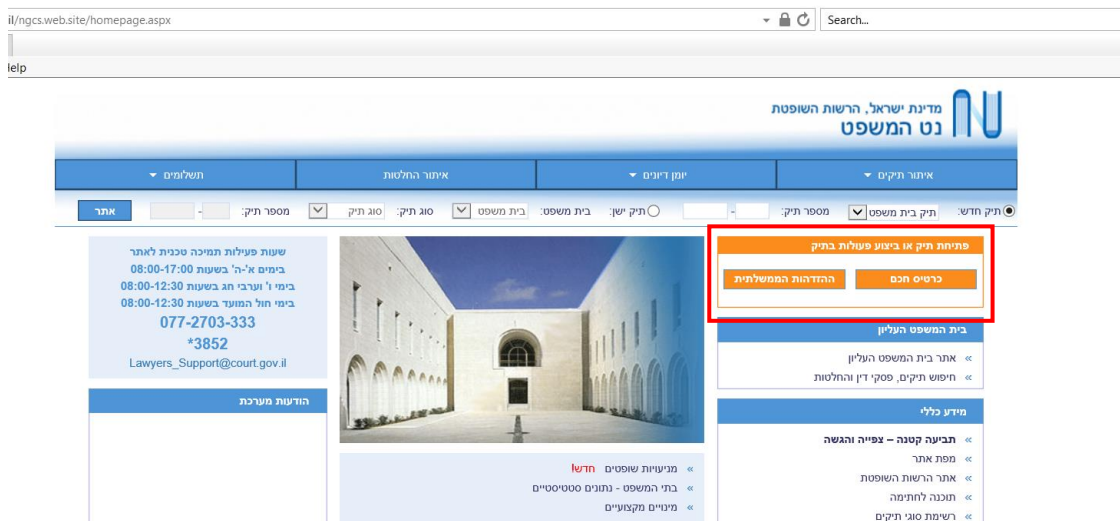 il/ngcs.web.site/homepage.aspx
Search...
Help
מדינת ישראל, הרשות השופטת
נט המשפט
איתור תיקים
יומן דיונים
איתור החלטות
תשלומים
תיק חדש: תיק בית משפט מספר תיק: - תיק ישן: בית משפט: בית משפט סוג תיק: סוג תיק מספר תיק: - אתר
פתיחת תיק או ביצוע פעולות בתיק
כרטיס חכם
ההזדהות הממשלתית
בית המשפט העליון
» אתר בית המשפט העליון
» חיפוש תיקים, פסקי דין והחלטות
מידע כללי
» תביעה קטנה – צפייה והגשה
» מפת אתר
» אתר הרשות השופטת
» תוכנה לחתימה
» רשימת סוגי תיקים
» מניעויות שופטים חדש!
» בתי המשפט - נתונים סטטיסטיים
» מינויים מקצועיים
שעות פעילות תמיכה טכנית לאתר
בימים א'-ה' בשעות 08:00-17:00
בימי ו' וערבי חג בשעות 08:00-12:30
בימי חול המועד בשעות 08:00-12:30
077-2703-333
*3852
Lawyers_Support@court.gov.il
הודעות מערכת